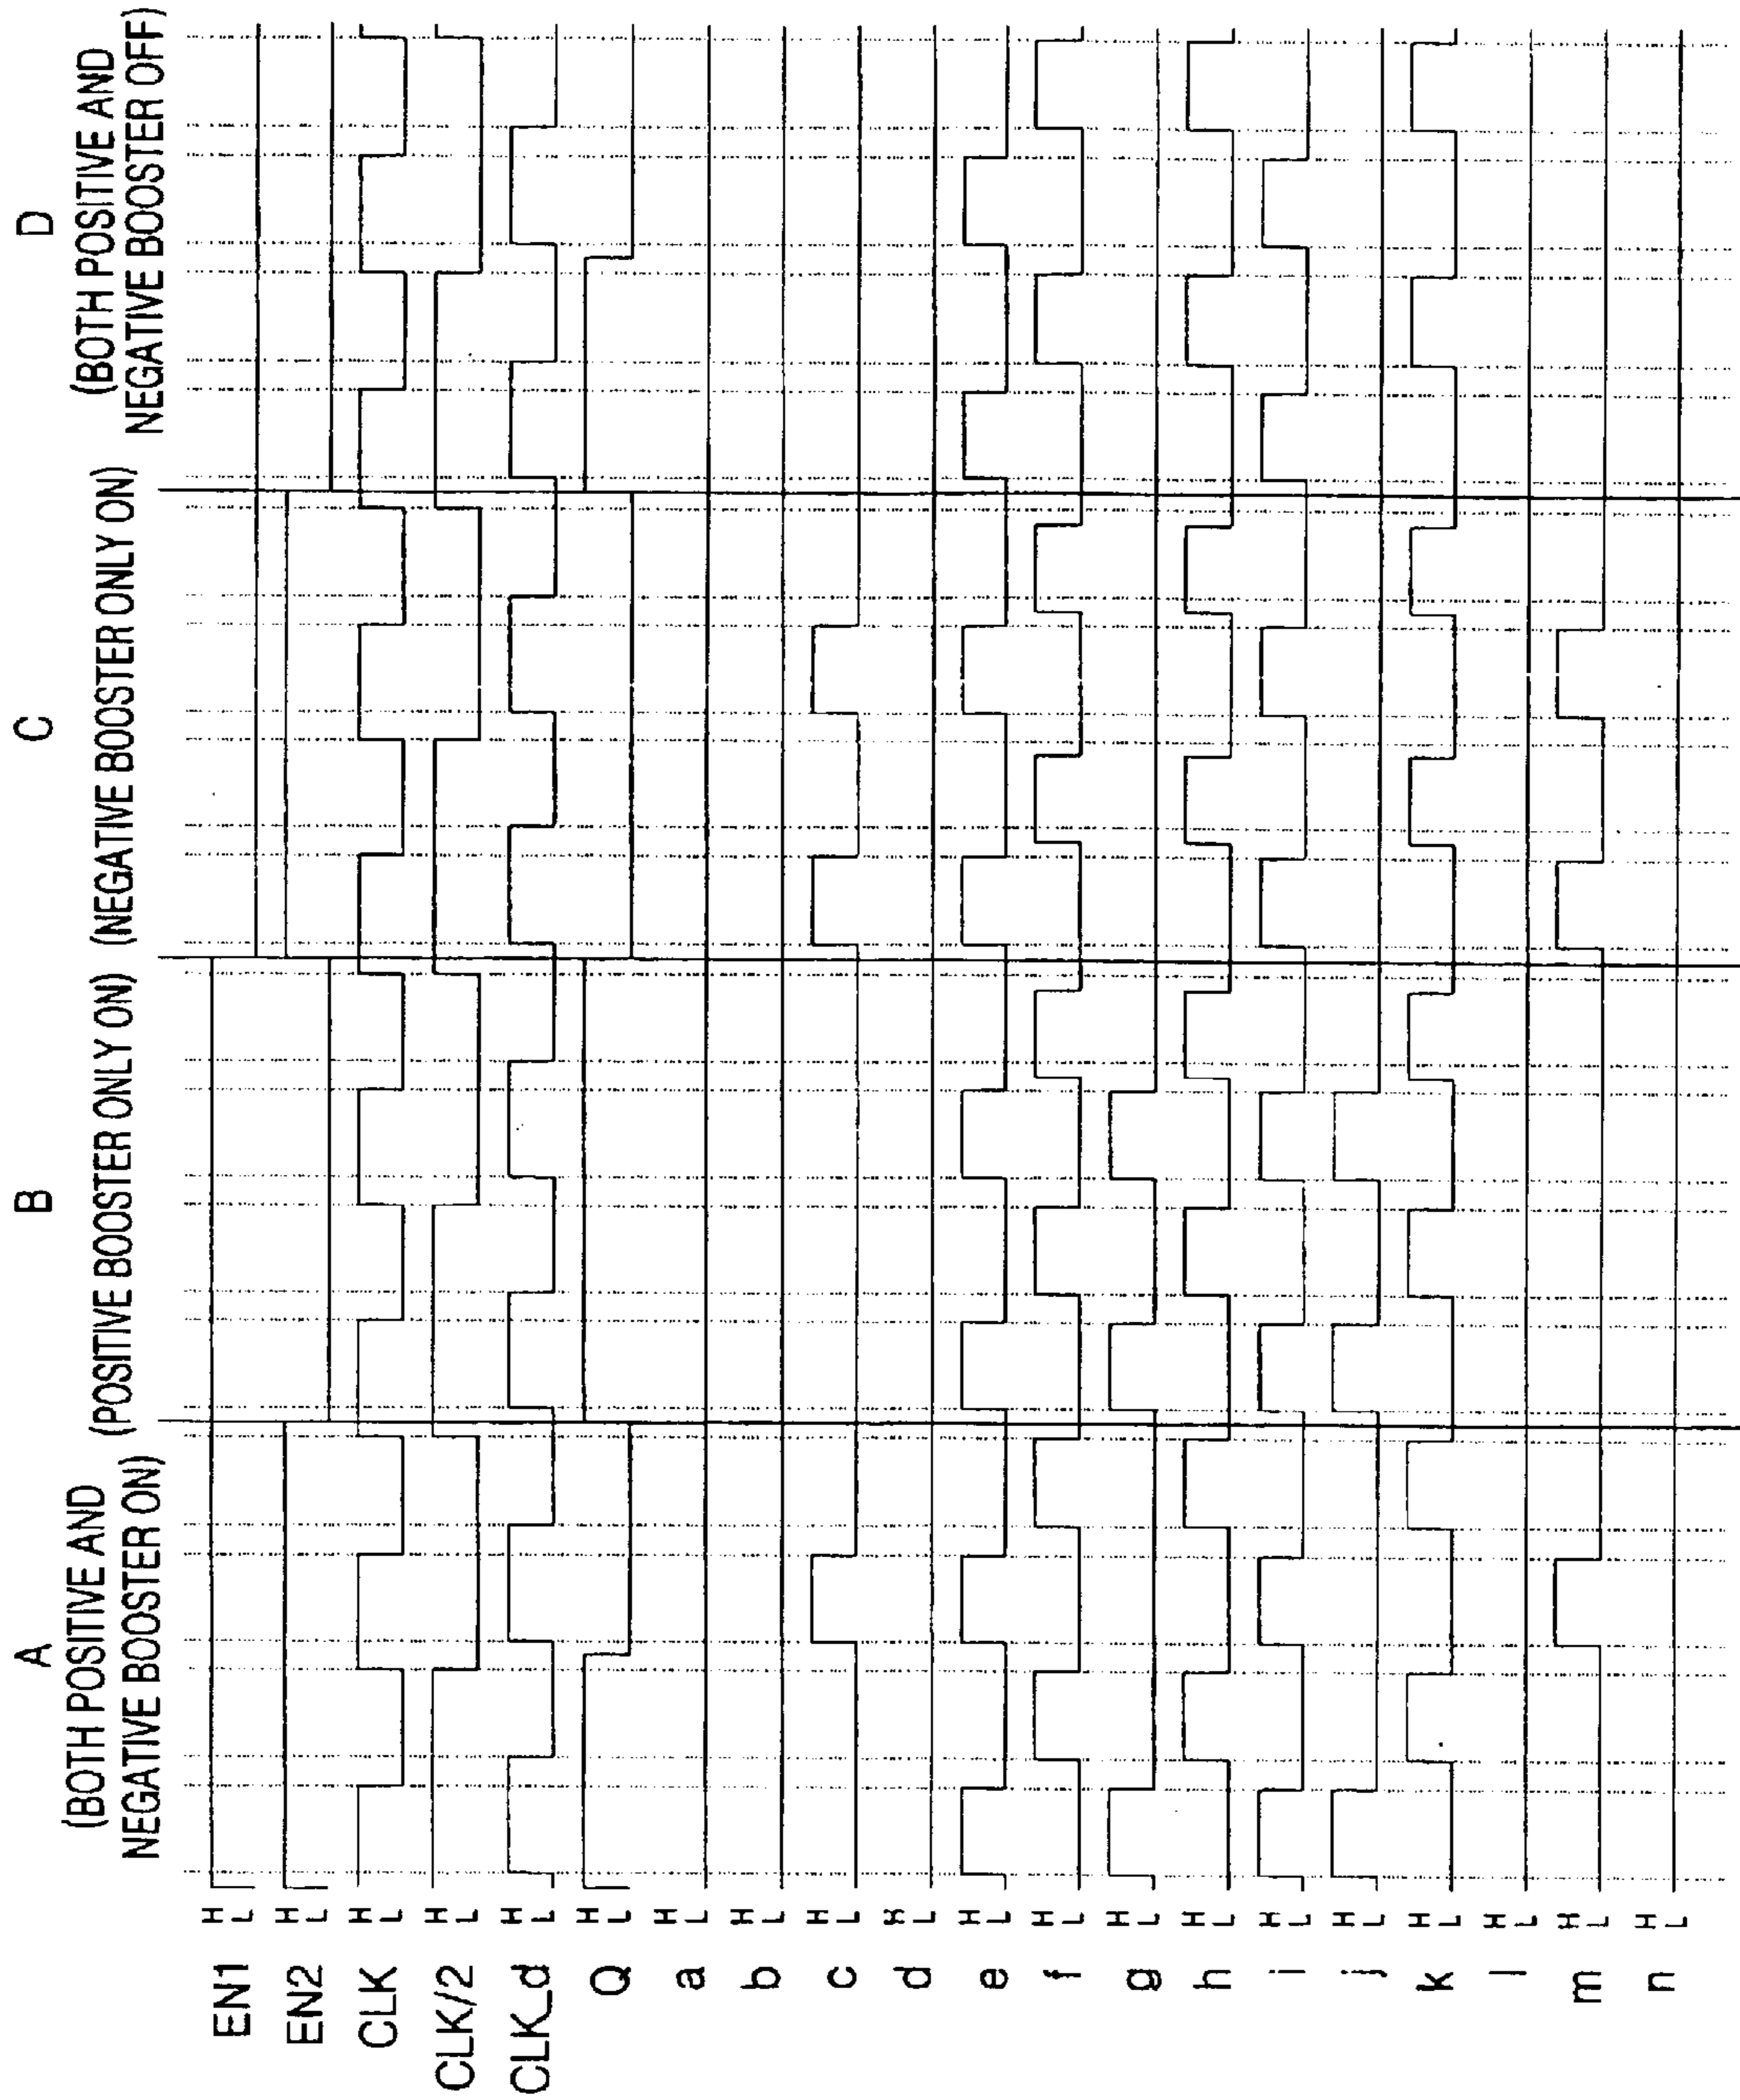 A
(BOTH POSITIVE AND
NEGATIVE BOOSTER ON)
B
(POSITIVE BOOSTER ONLY ON)
C
(NEGATIVE BOOSTER ONLY ON)
D
(BOTH POSITIVE AND
NEGATIVE BOOSTER OFF)
EN1 H L
EN2 H L
CLK H L
CLK/2 H L
CLK_d H L
Q H L
a H L
b H L
c H L
d H L
e H L
f H L
g H L
h H L
i H L
j H L
k H L
l H L
m H L
n H L